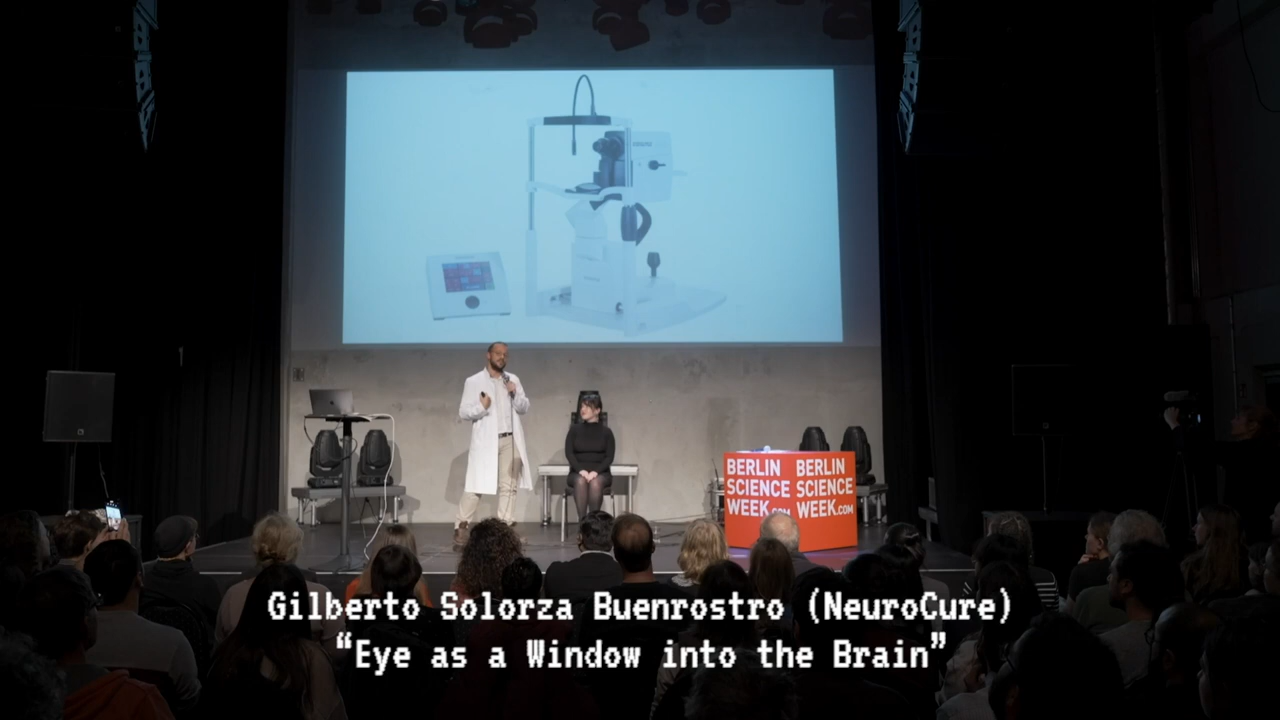 BERLIN BERLIN
SCIENCE SCIENCE
WEEK.COM WEEK.COM
Gilberto Solorza Buenrostro (NeuroCure)
“Eye as a Window into the Brain”